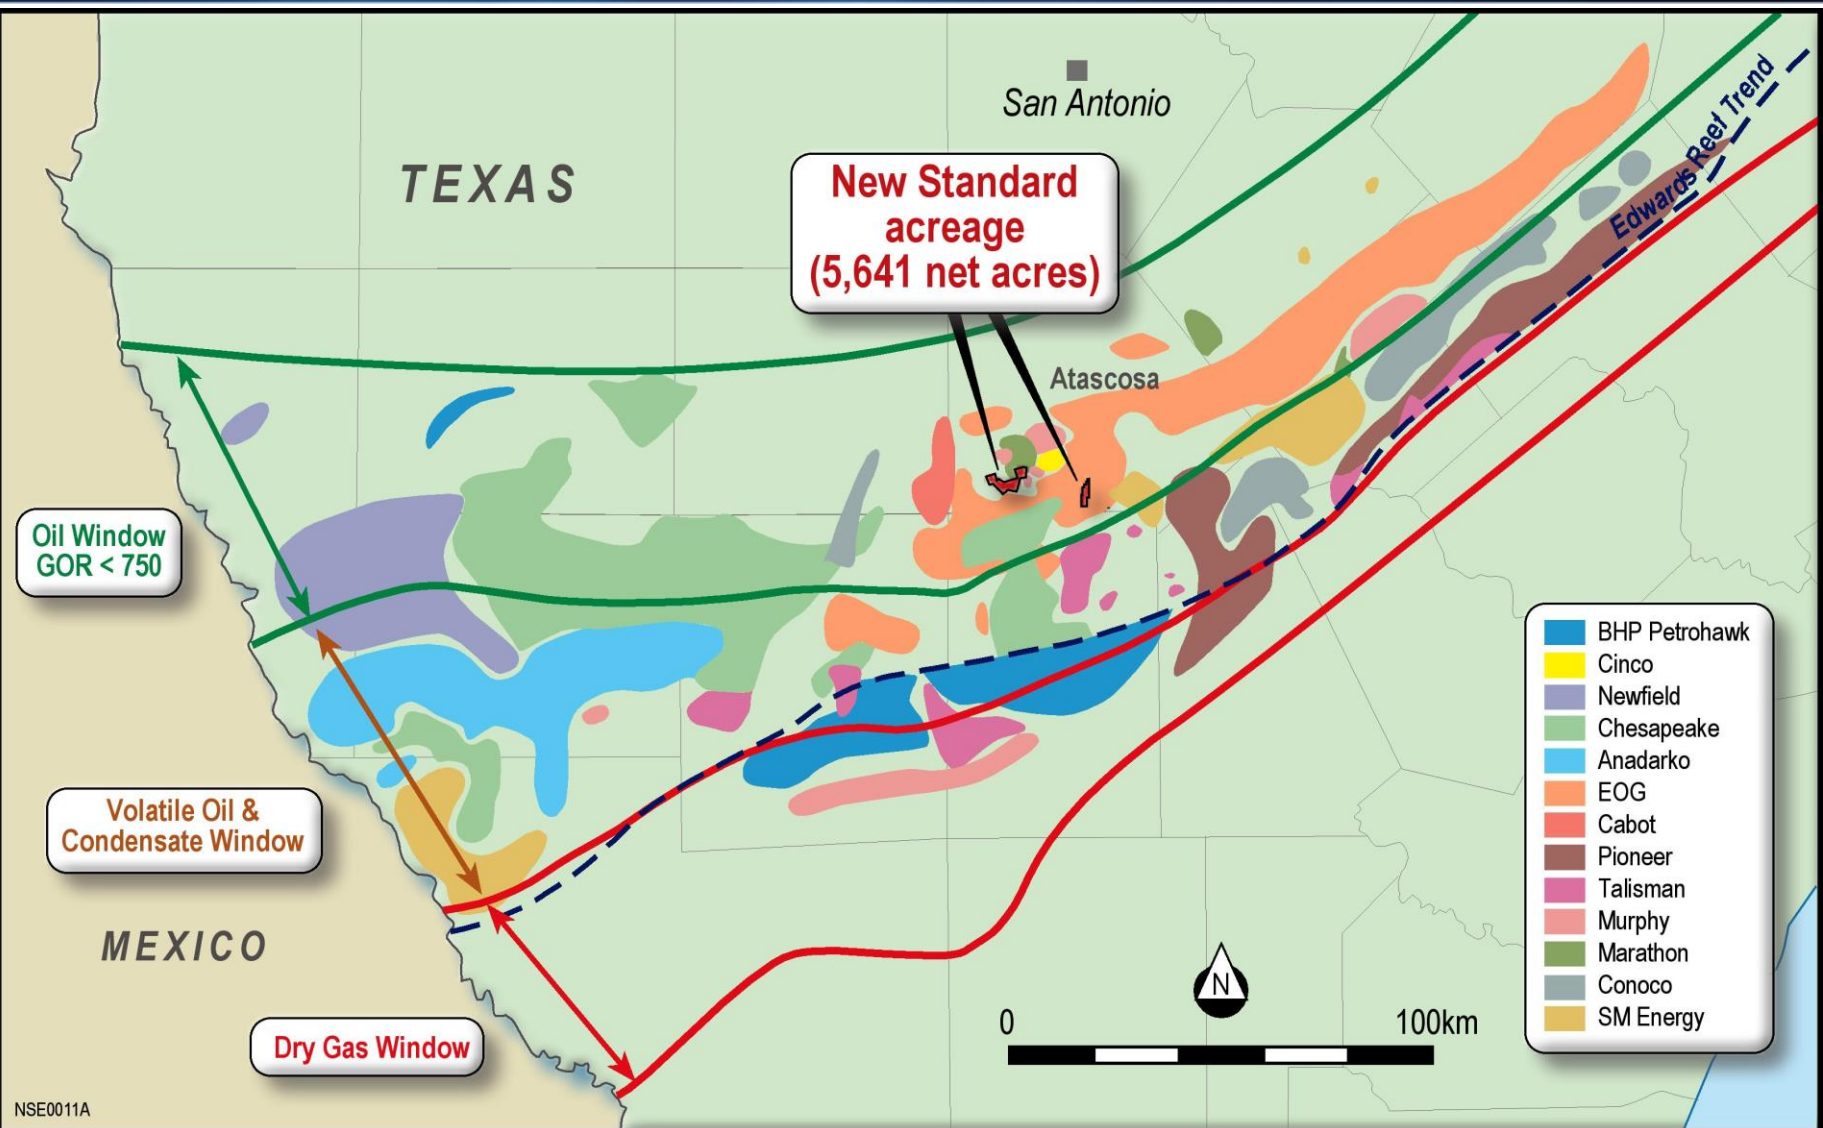 San Antonio
TEXAS
New Standard
acreage
(5,641 net acres)
Edwards Reef Trend
Atascosa
Oil Window
GOR < 750
Volatile Oil &
Condensate Window
MEXICO
Dry Gas Window
N
0
100km
BHP Petrohawk
Cinco
Newfield
Chesapeake
Anadarko
EOG
Cabot
Pioneer
Talisman
Murphy
Marathon
Conoco
SM Energy
NSE0011A